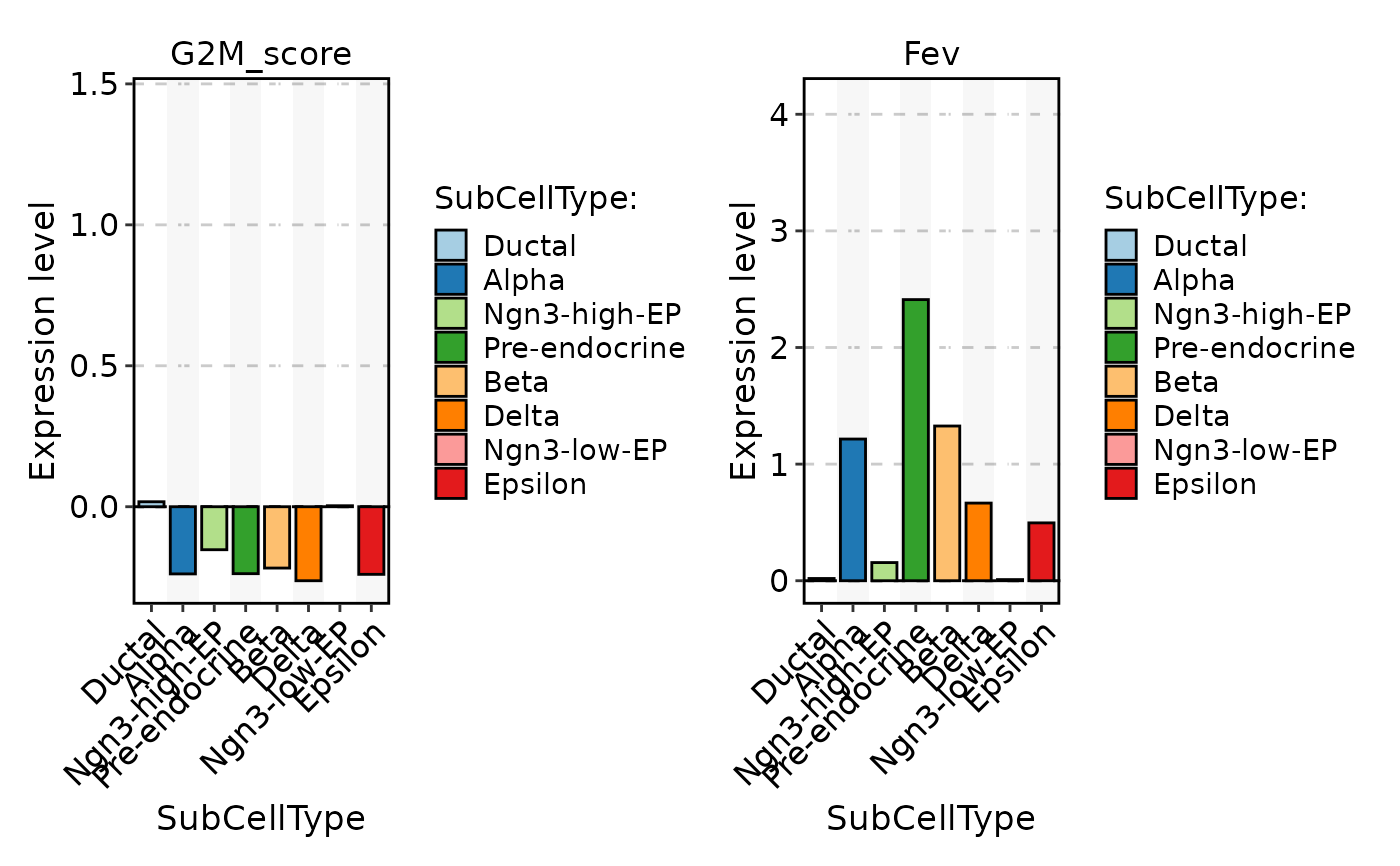 G2M_score
Expression level
1.5
1.0
0.5
0.0
Ductal
Alpha
Ngn3-high-EP
Pre-endocrine
Beta
Delta
Ngn3-low-EP
Epsilon
SubCellType
SubCellType:
Ductal
Alpha
Ngn3-high-EP
Pre-endocrine
Beta
Delta
Ngn3-low-EP
Epsilon
Fev
Expression level
4
3
2
1
0
Ductal
Alpha
Ngn3-high-EP
Pre-endocrine
Beta
Delta
Ngn3-low-EP
Epsilon
SubCellType
SubCellType:
Ductal
Alpha
Ngn3-high-EP
Pre-endocrine
Beta
Delta
Ngn3-low-EP
Epsilon